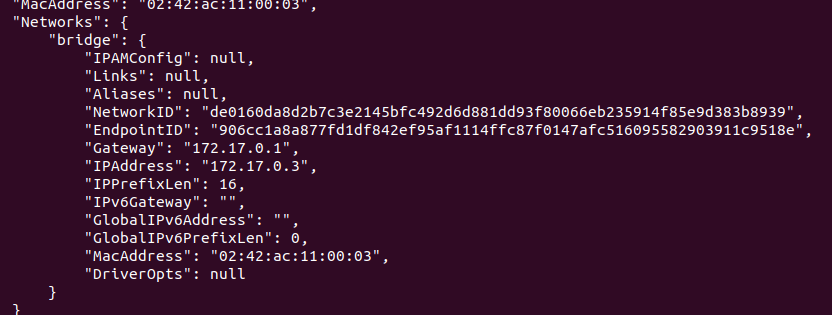 "MacAddress": "02:42:ac:11:00:03",
"Networks": {
"bridge": {
"IPAMConfig": null,
"Links": null,
"Aliases": null,
"NetworkID": "de0160da8d2b7c3e2145bfc492d6d881dd93f80066eb235914f85e9d383b8939",
"EndpointID": "906cc1a8a877fd1df842ef95af1114ffc87f0147afc516095582903911c9518e",
"Gateway": "172.17.0.1",
"IPAddress": "172.17.0.3",
"IPPrefixLen": 16,
"IPv6Gateway": "",
"GlobalIPv6Address": "",
"GlobalIPv6PrefixLen": 0,
"MacAddress": "02:42:ac:11:00:03",
"DriverOpts": null
}
}